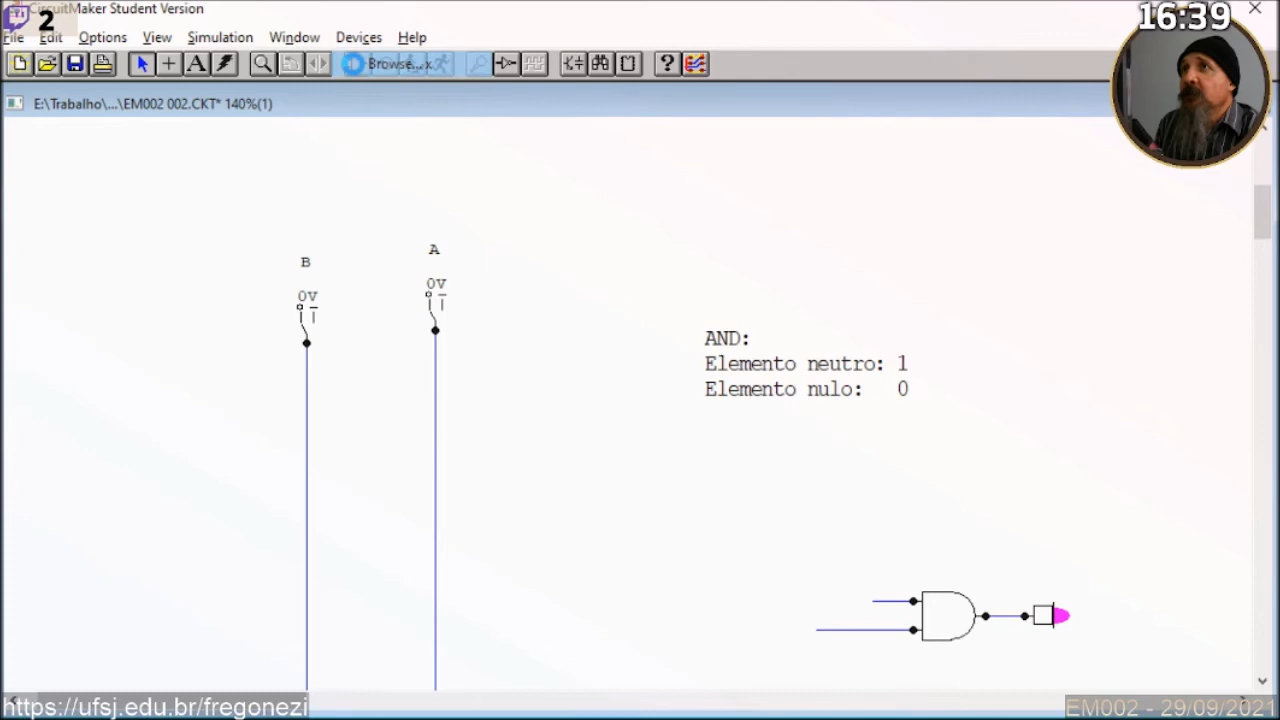 CircuitMaker Student Version
2
16:39
File Edit Options View Simulation Window Devices Help
Browse... x
E:\Trabalho\...\EM002 002.CKT* 140%(1)
A
B
0V
0V
AND:
Elemento neutro: 1
Elemento nulo: 0
https://ufsj.edu.br/fregonezi
EM002 - 29/09/2021